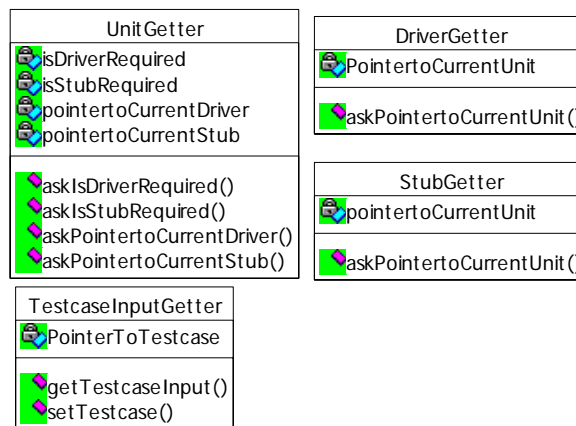 UnitGetter
isDriverRequired
isStubRequired
pointertoCurrentDriver
pointertoCurrentStub
askIsDriverRequired()
askIsStubRequired()
askPointertoCurrentDriver()
askPointertoCurrentStub()
DriverGetter
PointertoCurrentUnit
askPointertoCurrentUnit()
StubGetter
pointertoCurrentUnit
askPointertoCurrentUnit()
TestcaseInputGetter
PointerToTestcase
getTestcaseInput()
setTestcase()